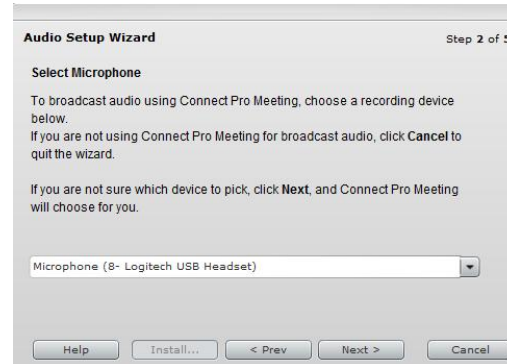 Audio Setup Wizard
Step 2 of
Select Microphone
To broadcast audio using Connect Pro Meeting, choose a recording device
below.
If you are not using Connect Pro Meeting for broadcast audio, click Cancel to
quit the wizard.
If you are not sure which device to pick, click Next, and Connect Pro Meeting
will choose for you.
Microphone (8- Logitech USB Headset)
Help
Install...
< Prev
Next >
Cancel